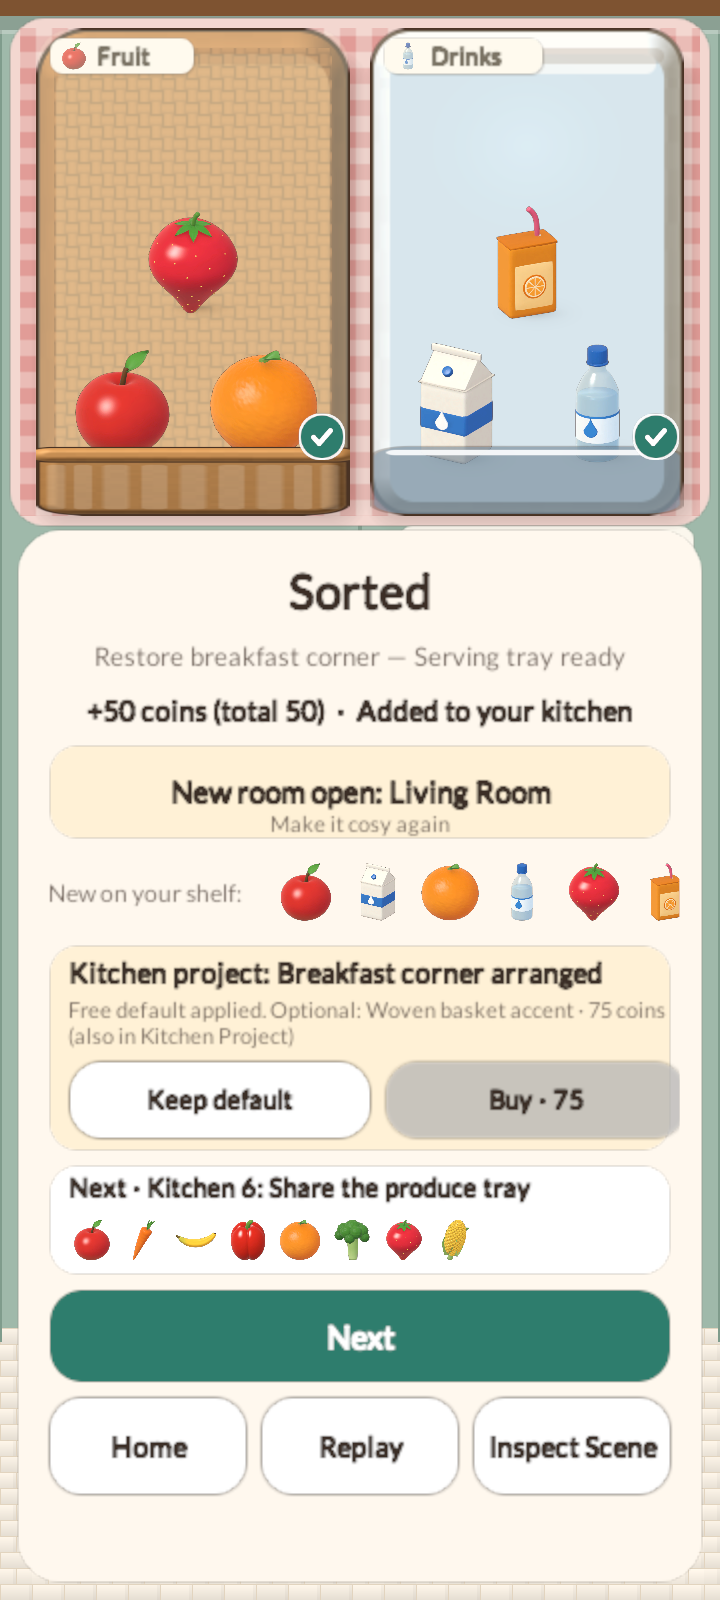 Fruit
Drinks
Sorted
Restore breakfast corner — Serving tray ready
+50 coins (total 50) · Added to your kitchen
New room open: Living Room
Make it cosy again
New on your shelf:
Kitchen project: Breakfast corner arranged
Free default applied. Optional: Woven basket accent · 75 coins
(also in Kitchen Project)
Keep default
Buy · 75
Next · Kitchen 6: Share the produce tray
Next
Home
Replay
Inspect Scene